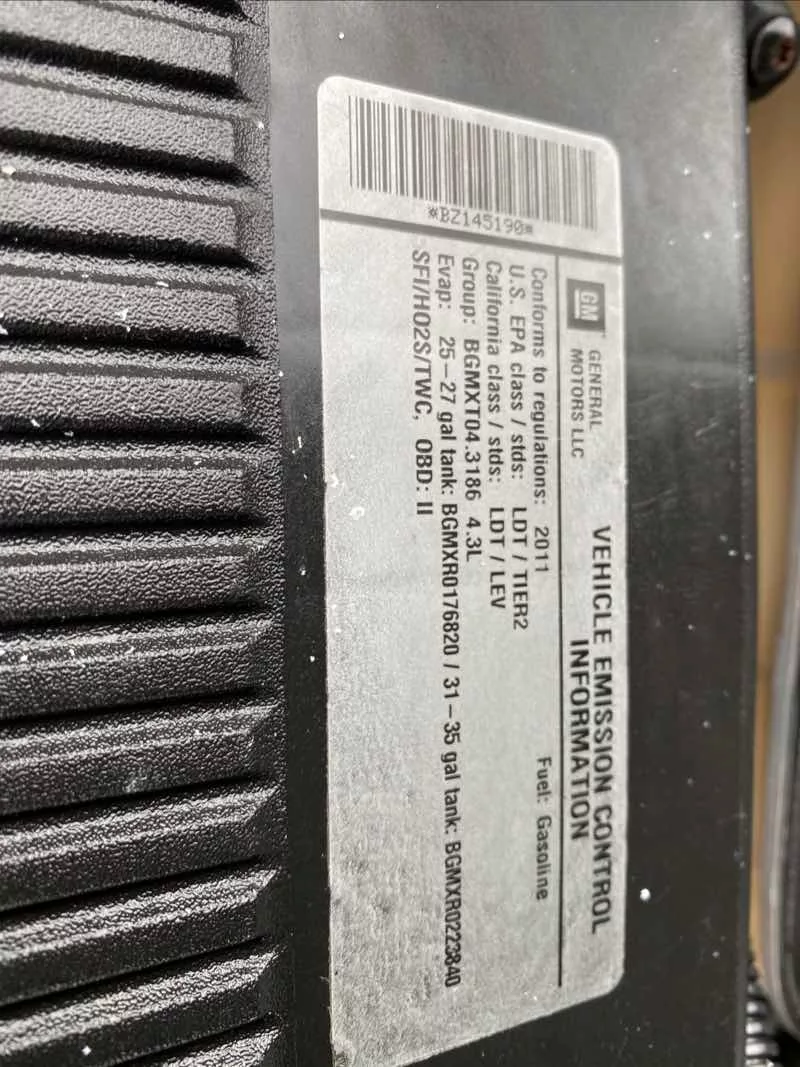 *BZ145190*
GM
GENERAL
MOTORS LLC
VEHICLE EMISSION CONTROL
INFORMATION
Conforms to regulations: 2011 Fuel: Gasoline
U.S. EPA class / stds: LDT / TIER2
California class / stds: LDT / LEV
Group: BGMXT04.3186 4.3L
Evap: 25-27 gal tank: BGMXR0176820 / 31-35 gal tank: BGMXR0223840
SFI/HO2S/TWC, OBD: II